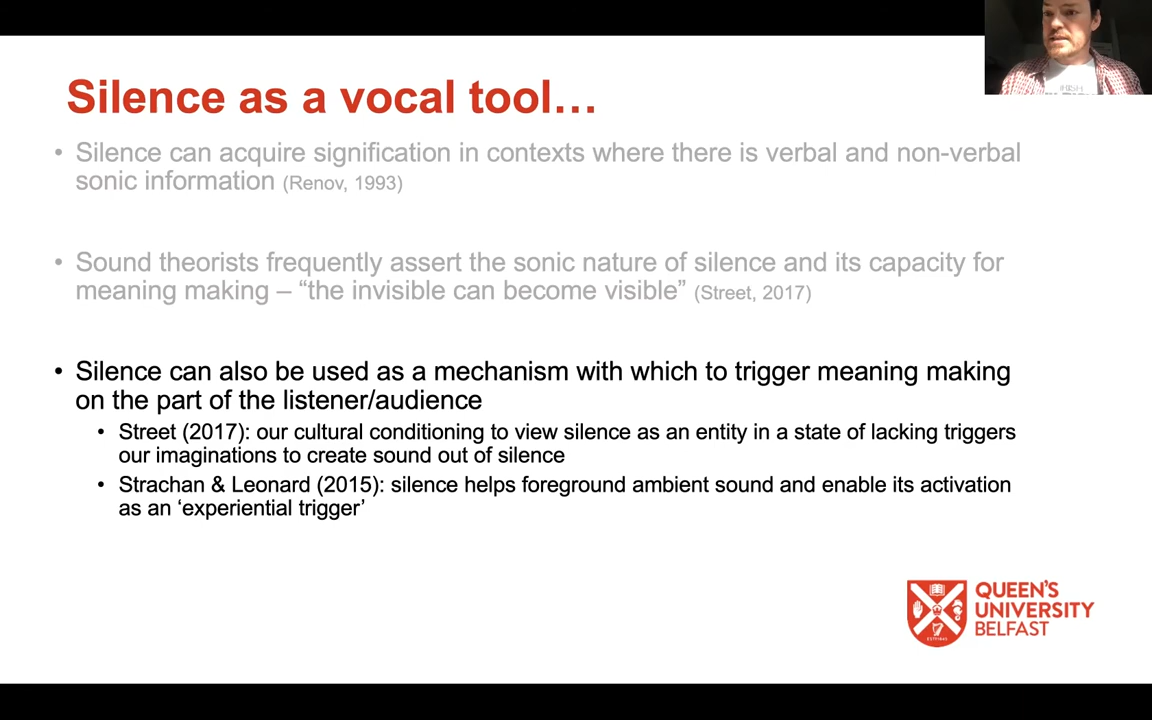 Silence as a vocal tool…
• Silence can acquire signification in contexts where there is verbal and non-verbal
sonic information (Renov, 1993)
• Sound theorists frequently assert the sonic nature of silence and its capacity for
meaning making – “the invisible can become visible” (Street, 2017)
• Silence can also be used as a mechanism with which to trigger meaning making
on the part of the listener/audience
• Street (2017): our cultural conditioning to view silence as an entity in a state of lacking triggers
our imaginations to create sound out of silence
• Strachan & Leonard (2015): silence helps foreground ambient sound and enable its activation
as an ‘experiential trigger’
QUEEN'S
UNIVERSITY
BELFAST